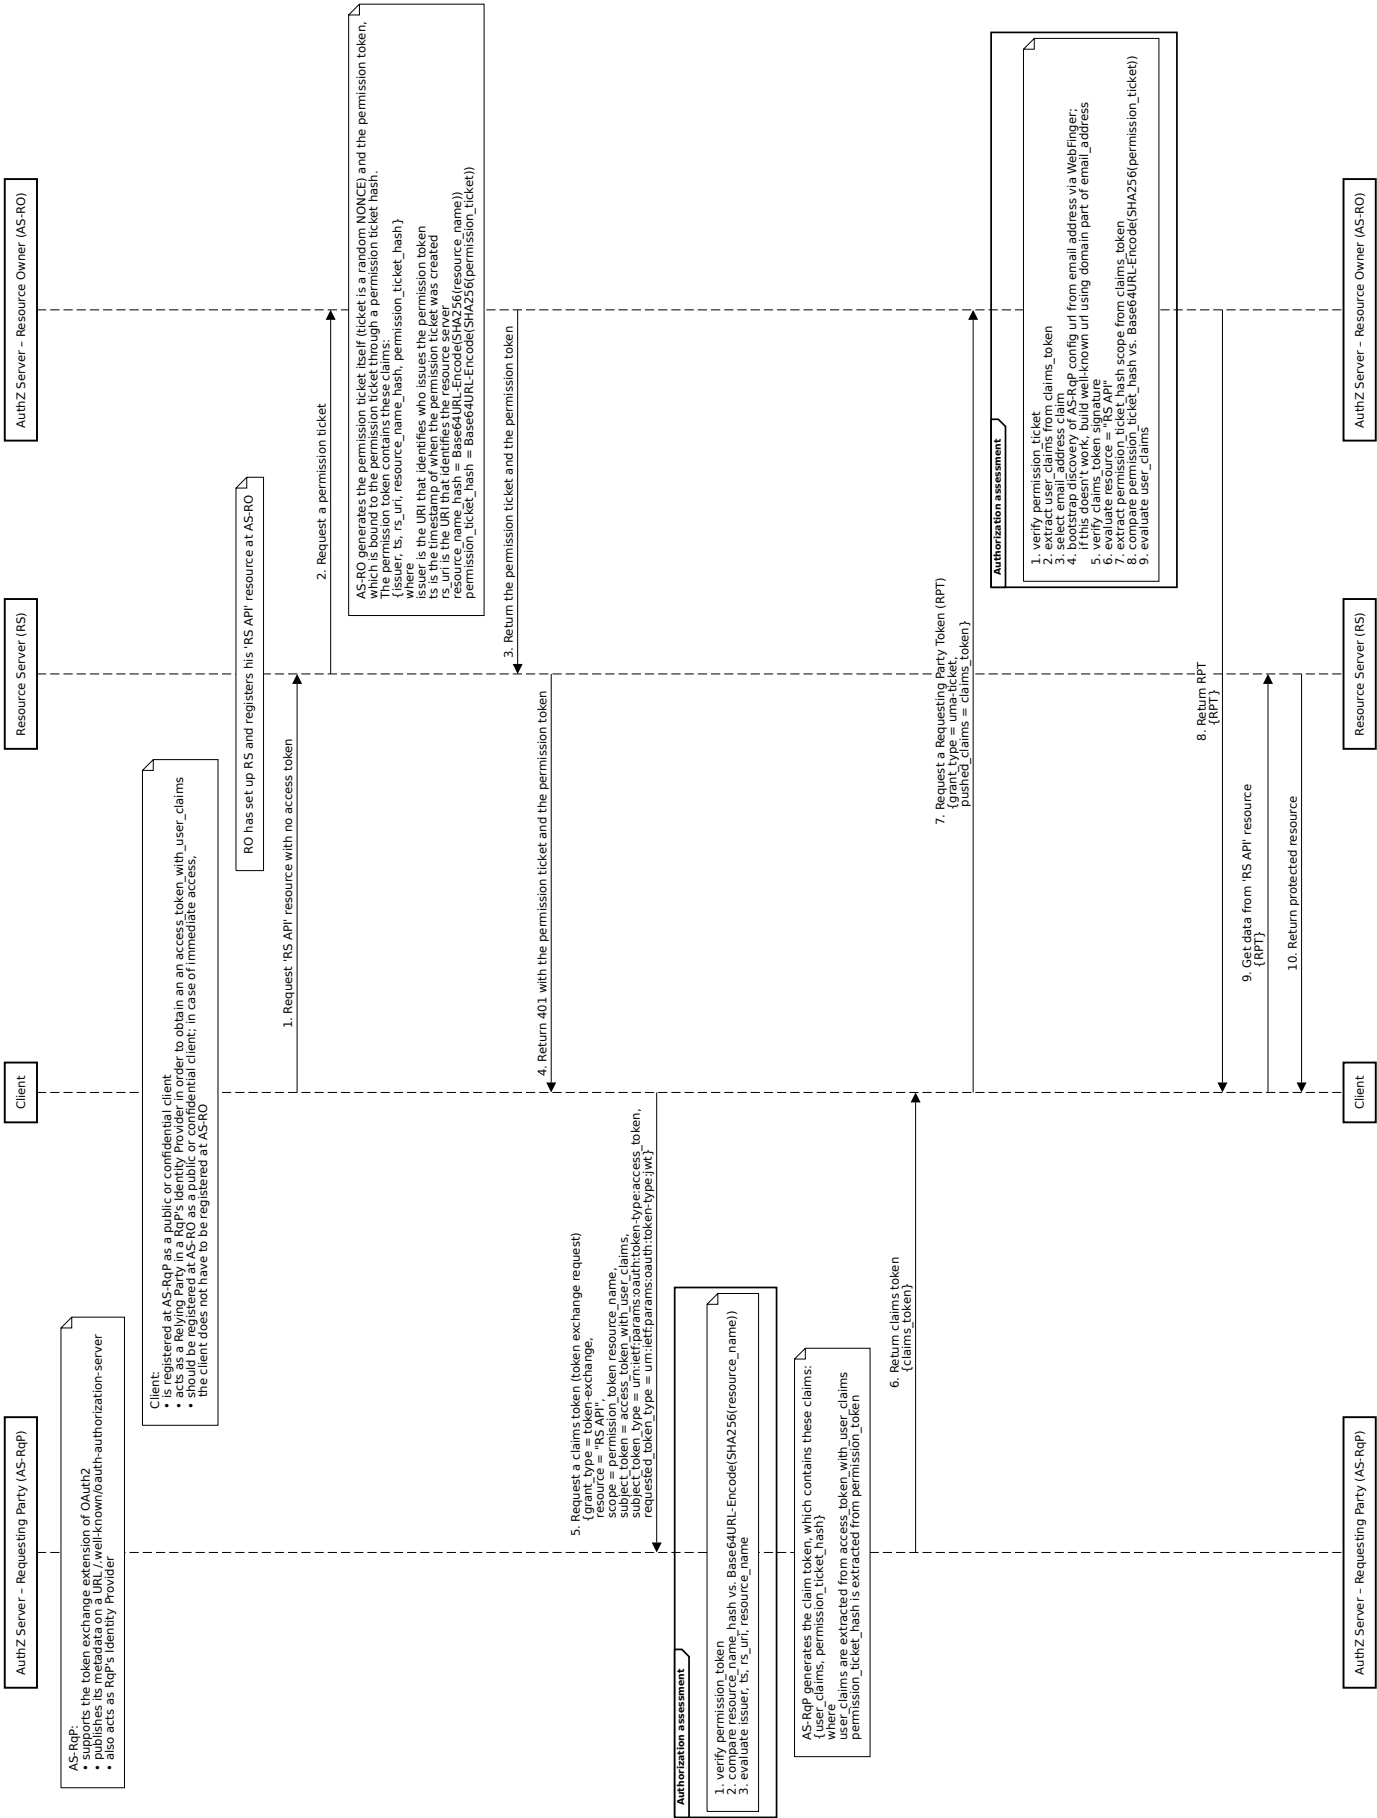 AuthZ Server – Requesting Party (AS-RqP)
Client
Resource Server (RS)
AuthZ Server – Resource Owner (AS-RO)
AS-RqP:
• supports the token exchange extension of OAuth2
• publishes its metadata on a URL /.well-known/oauth-authorization-server
• also acts as RqP's Identity Provider
Client:
• is registered at AS-RqP as a public or confidential client
• acts as a Relying Party in a RqP's Identity Provider in order to obtain an an access_token_with_user_claims
• should be registered at AS-RO as a public or confidential client; in case of immediate access,
the client does not have to be registered at AS-RO
RO has set up RS and registers his 'RS API' resource at AS-RO
1. Request 'RS API' resource with no access token
2. Request a permission ticket
AS-RO generates the permission ticket itself (ticket is a random NONCE) and the permission token,
which is bound to the permission ticket through a permission ticket hash.
The permission token contains these claims:
{issuer, ts, rs_uri, resource_name_hash, permission_ticket_hash}
where
issuer is the URI that identifies who issues the permission token
ts is the timestamp of when the permission ticket was created
rs_uri is the URI that identifies the resource server
resource_name_hash = Base64URL-Encode(SHA256(resource_name))
permission_ticket_hash = Base64URL-Encode(SHA256(permission_ticket))
3. Return the permission ticket and the permission token
4. Return 401 with the permission ticket and the permission token
5. Request a claims token (token exchange request)
{grant_type = token-exchange,
resource = "RS API",
scope = permission_token resource_name,
subject_token = access_token_with_user_claims,
subject_token_type = urn:ietf:params:oauth:token-type:access_token,
requested_token_type = urn:ietf:params:oauth:token-type:jwt}
Authorization assessment
1. verify permission_token
2. compare resource_name_hash vs. Base64URL-Encode(SHA256(resource_name))
3. evaluate issuer, ts, rs_uri, resource_name
AS-RqP generates the claim token, which contains these claims:
{user_claims, permission_ticket_hash}
where
user_claims are extracted from access_token_with_user_claims
permission_ticket_hash is extracted from permission_token
6. Return claims token
{claims_token}
7. Request a Requesting Party Token (RPT)
{grant_type = uma-ticket,
pushed_claims = claims_token}
Authorization assessment
1. verify permission_ticket
2. extract user_claims from claims_token
3. select email_address claim
4. bootstrap discovery of AS-RqP config url from email address via WebFinger;
if this doesn't work, build well-known url using domain part of email_address
5. verify claims_token signature
6. evaluate resource = "RS API"
7. extract permission_ticket_hash scope from claims_token
8. compare permission_ticket_hash vs. Base64URL-Encode(SHA256(permission_ticket))
9. evaluate user_claims
8. Return RPT
{RPT}
9. Get data from 'RS API' resource
{RPT}
10. Return protected resource
AuthZ Server – Requesting Party (AS-RqP)
Client
Resource Server (RS)
AuthZ Server – Resource Owner (AS-RO)